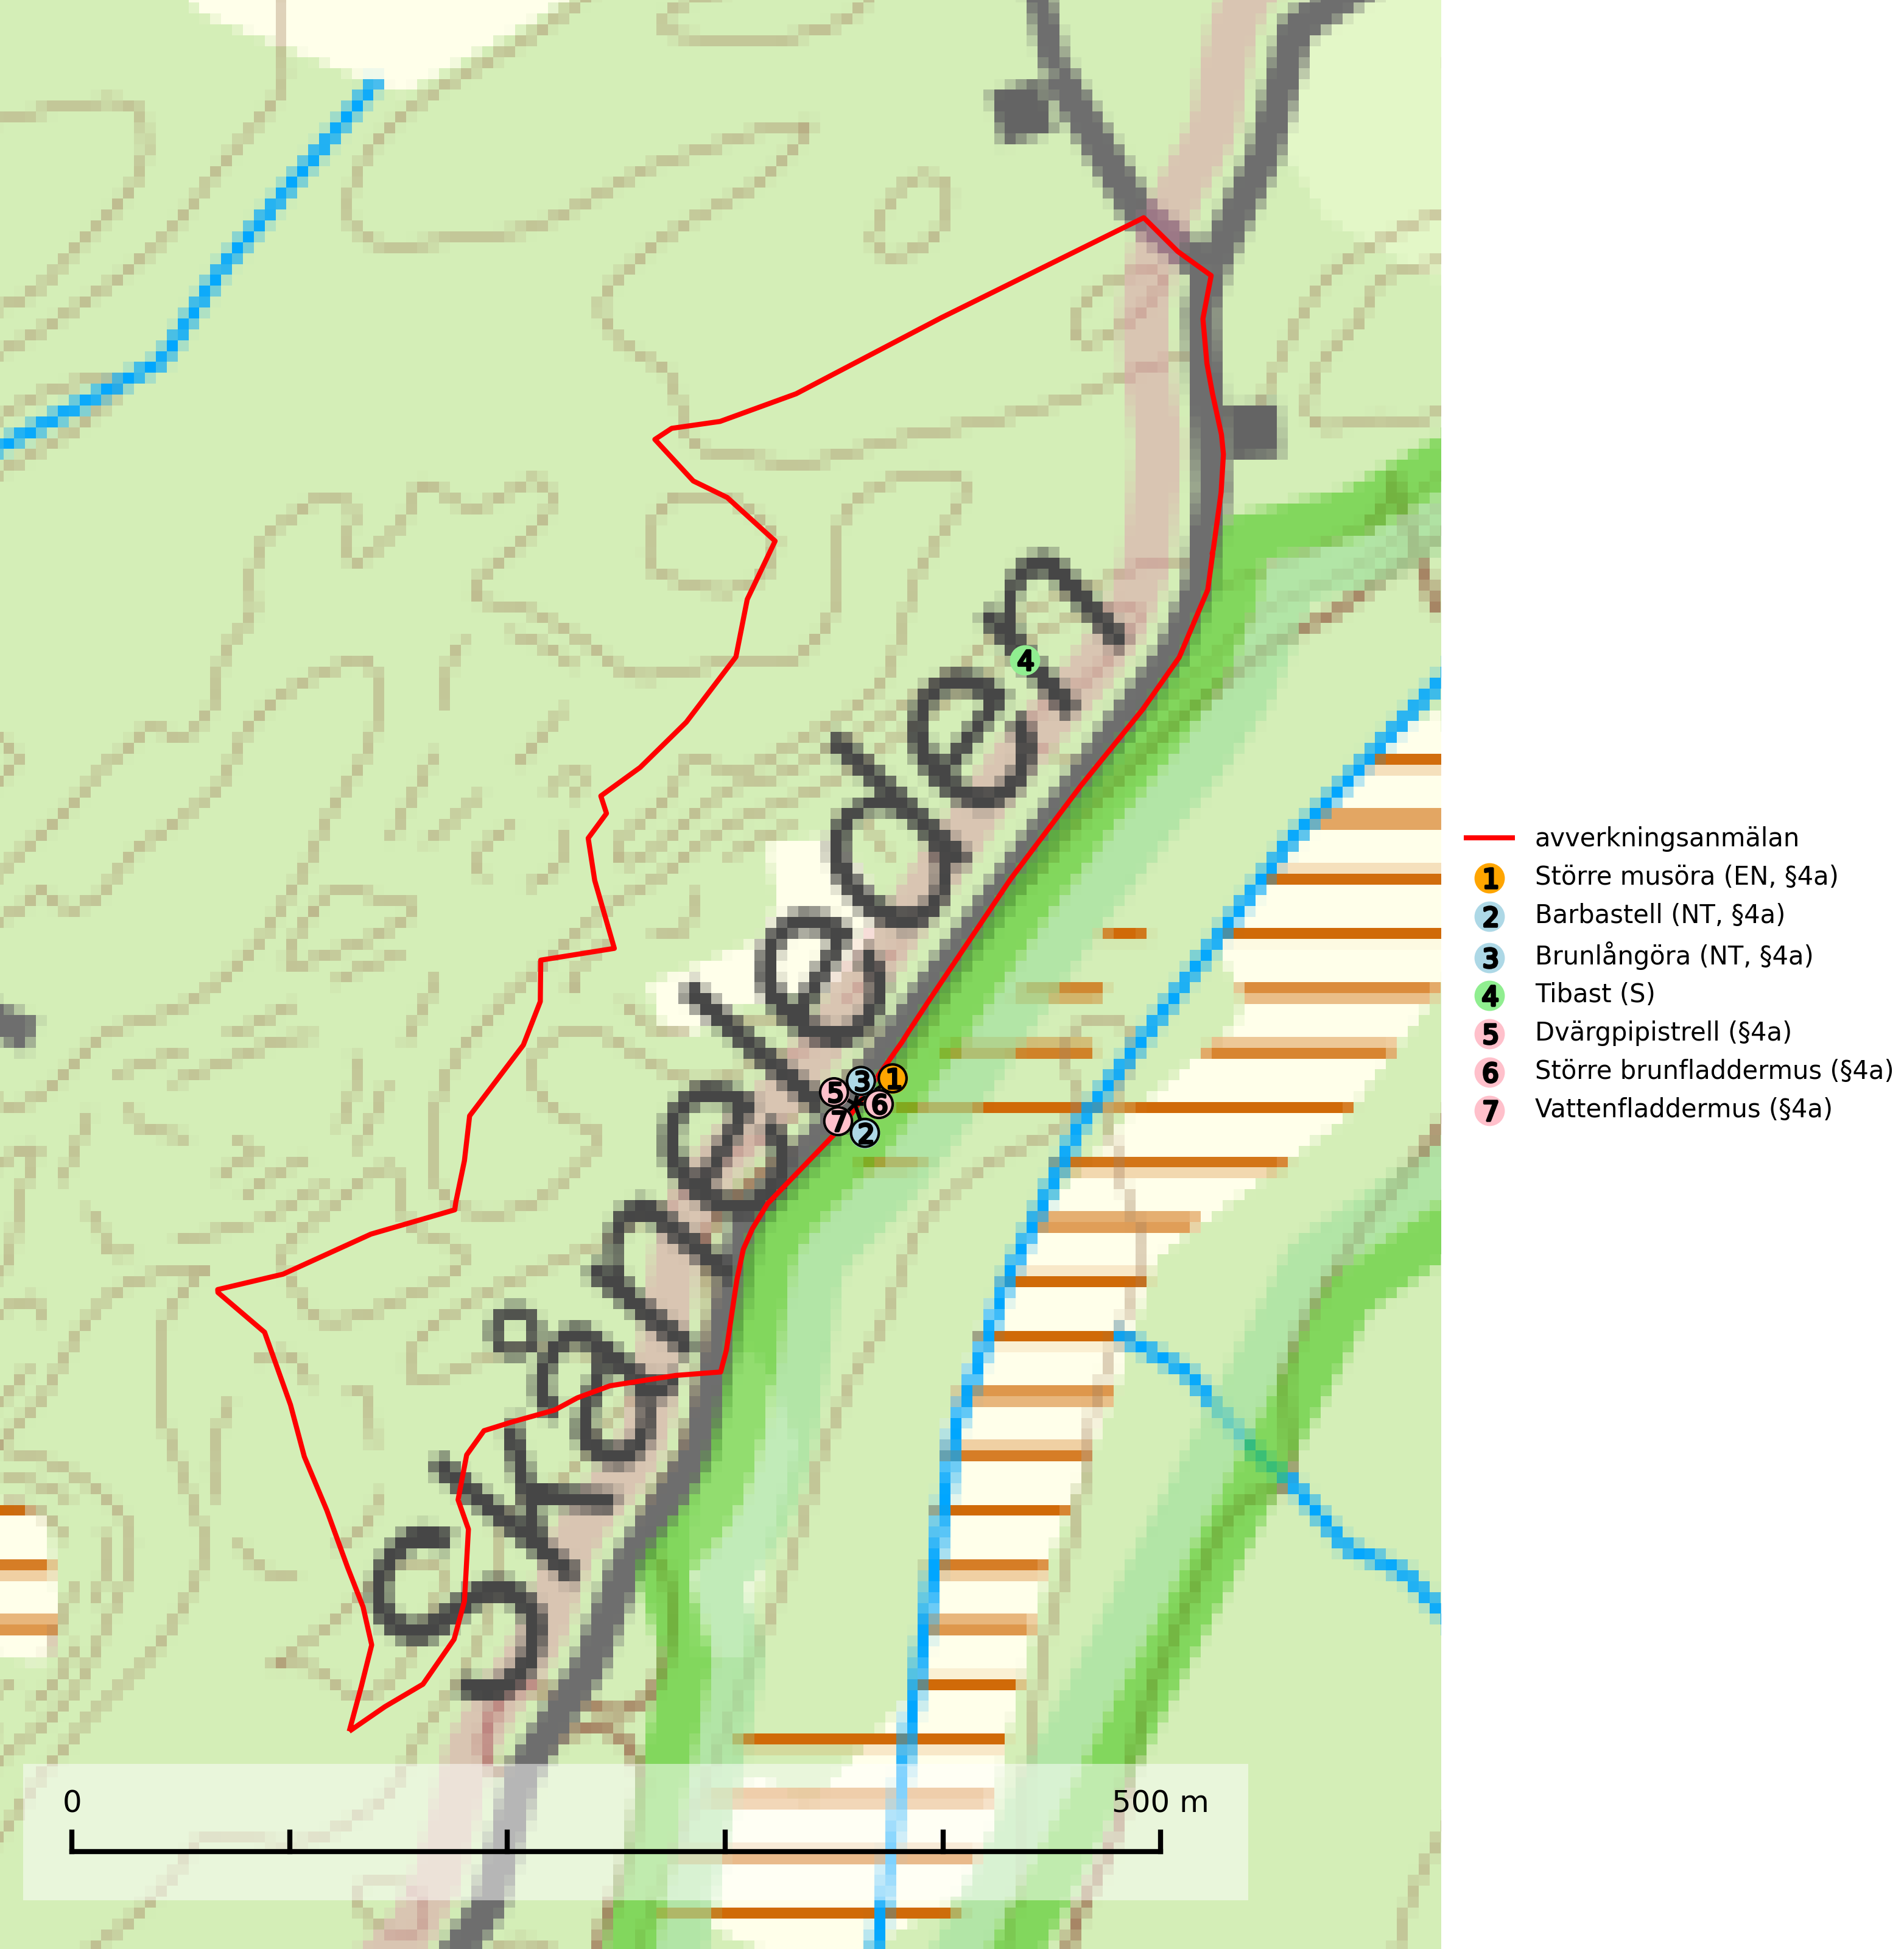 Skåneleden
avverkningsanmälan
1 Större musöra (EN, §4a)
2 Barbastell (NT, §4a)
3 Brunlångöra (NT, §4a)
4 Tibast (S)
5 Dvärgpipistrell (§4a)
6 Större brunfladdermus (§4a)
7 Vattenfladdermus (§4a)
4
5 3 1
6
7 2
0 500 m